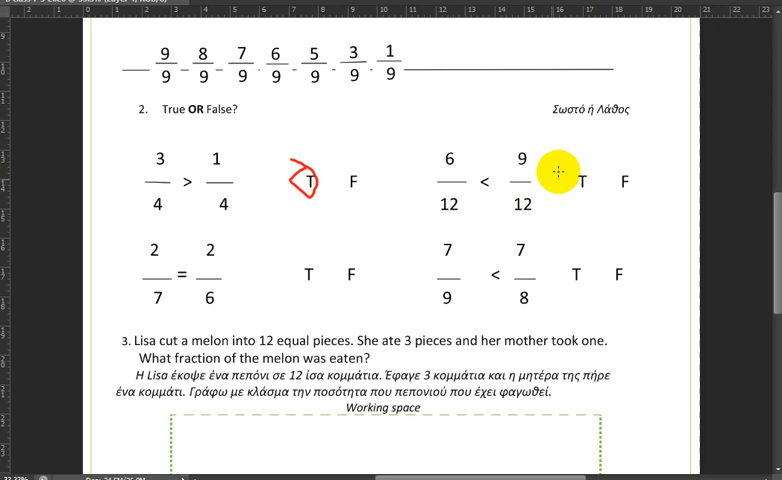 9/9 – 8/9 – 7/9 . 6/9 – 5/9 - 3/9 . 1/9
2. True OR False? Σωστό ή Λάθος
3/4 > 1/4 T F 6/12 < 9/12 T F
2/7 = 2/6 T F 7/9 < 7/8 T F
3. Lisa cut a melon into 12 equal pieces. She ate 3 pieces and her mother took one.
What fraction of the melon was eaten?
Η Lisa έκοψε ένα πεπόνι σε 12 ίσα κομμάτια. Έφαγε 3 κομμάτια και η μητέρα της πήρε
ένα κομμάτι. Γράφω με κλάσμα την ποσότητα που πεπονιού που έχει φαγωθεί.
Working space